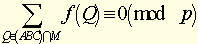 ∑ f(Q) ≡ 0(mod p)
Q∈(ABC)∩M